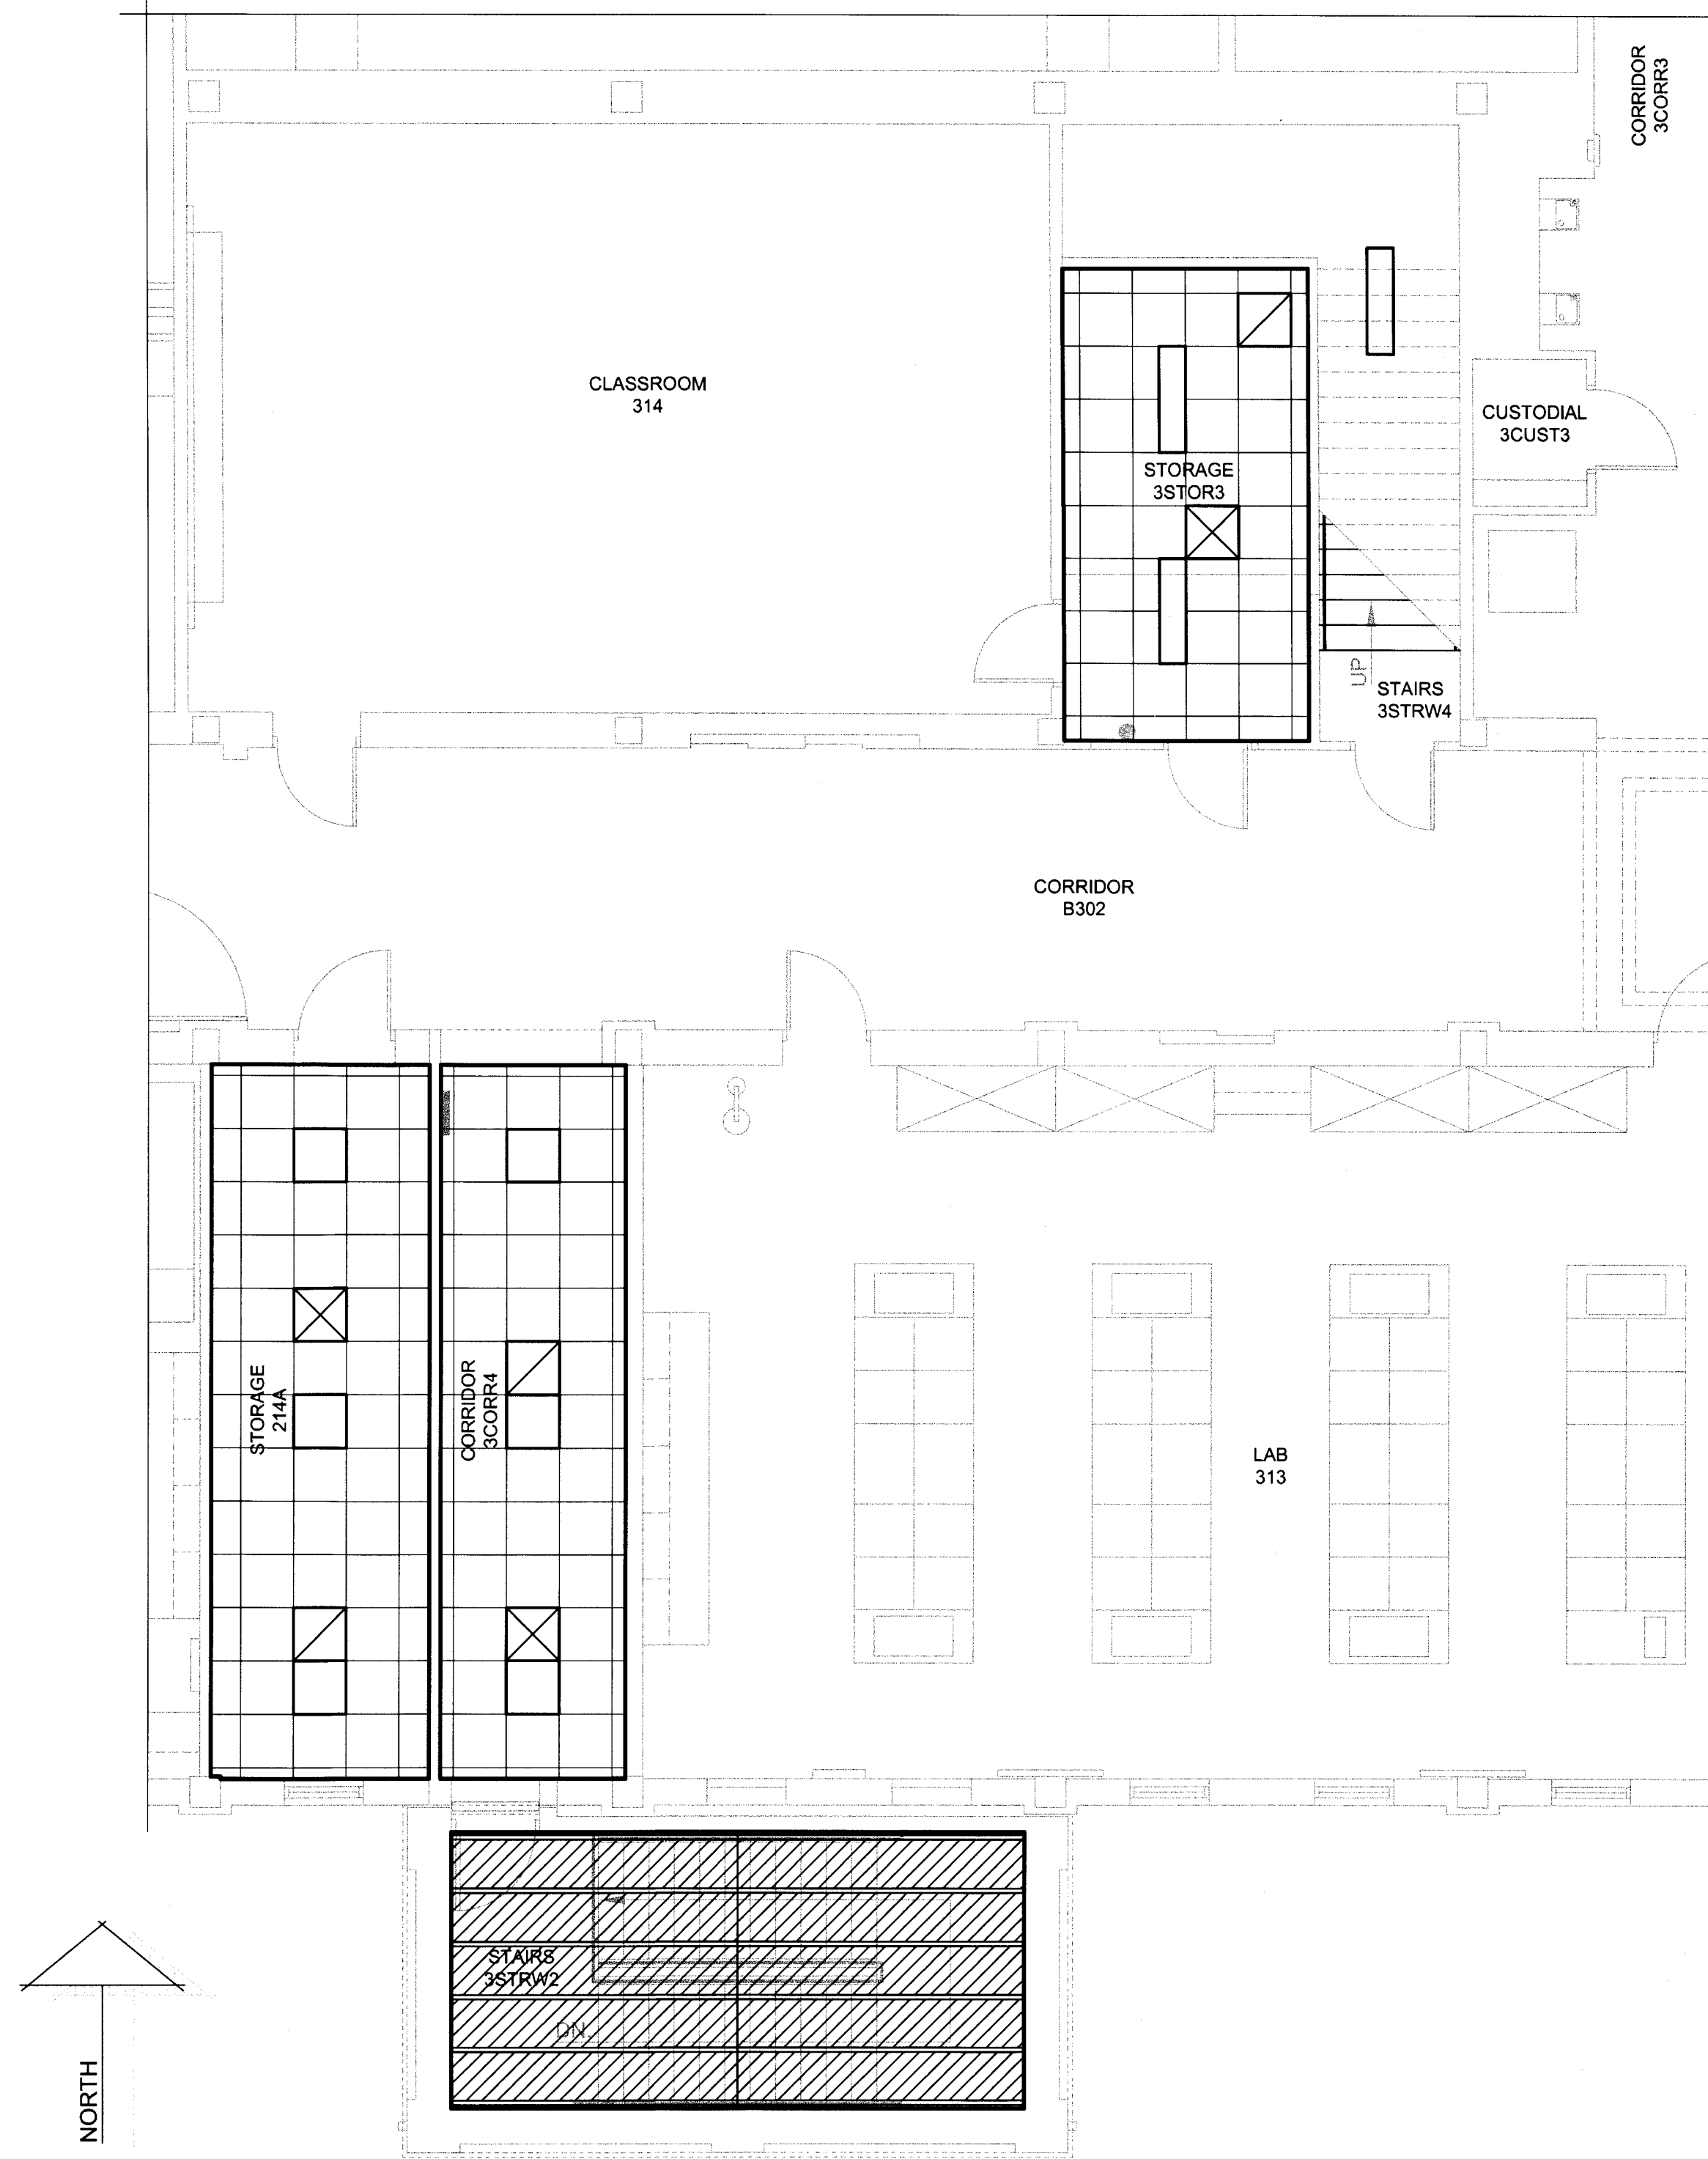 CORRIDOR
3CORR3
CLASSROOM
314
CUSTODIAL
3CUST3
STORAGE
3STOR3
UP
STAIRS
3STRW4
CORRIDOR
B302
STORAGE
214A
CORRIDOR
3CORR4
LAB
313
STAIRS
3STRW2
DN.
NORTH